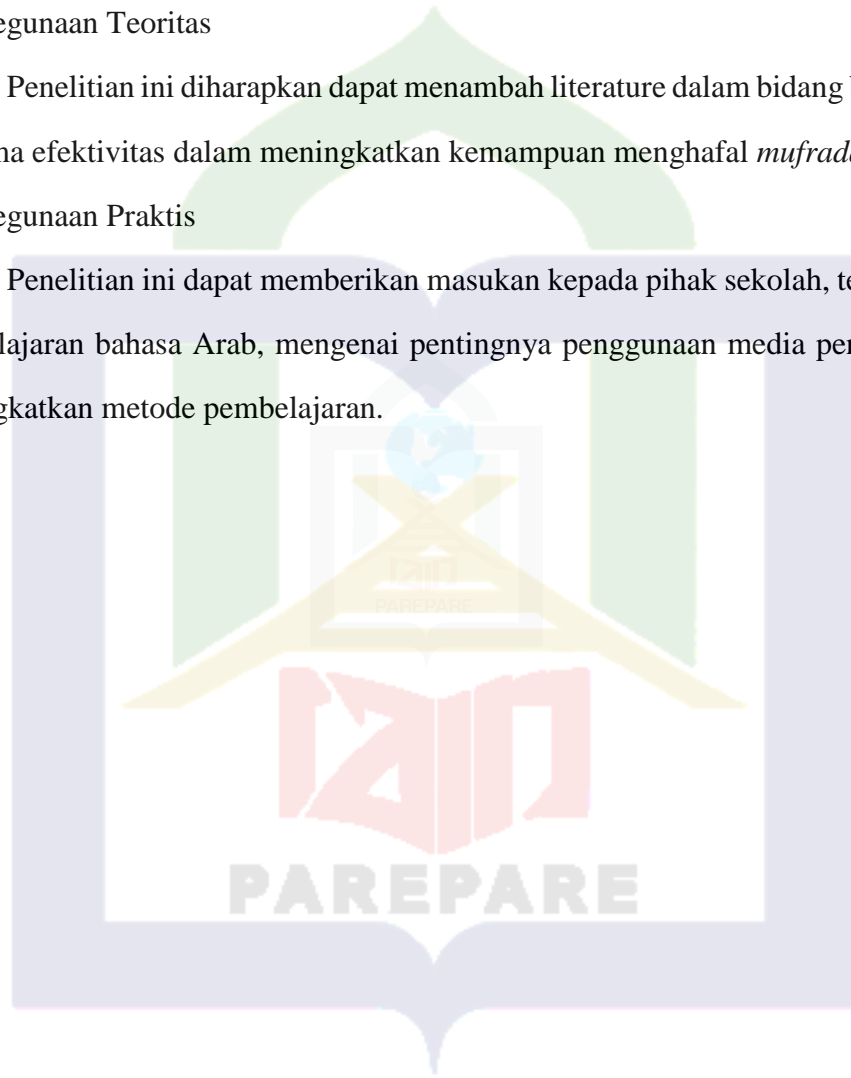 egunaan Teoritas
Penelitian ini diharapkan dapat menambah literature dalam bidang
na efektivitas dalam meningkatkan kemampuan menghafal mufrada
egunaan Praktis
Penelitian ini dapat memberikan masukan kepada pihak sekolah, te
lajaran bahasa Arab, mengenai pentingnya penggunaan media per
gkatkan metode pembelajaran.
PAREPARE
PAREPARE